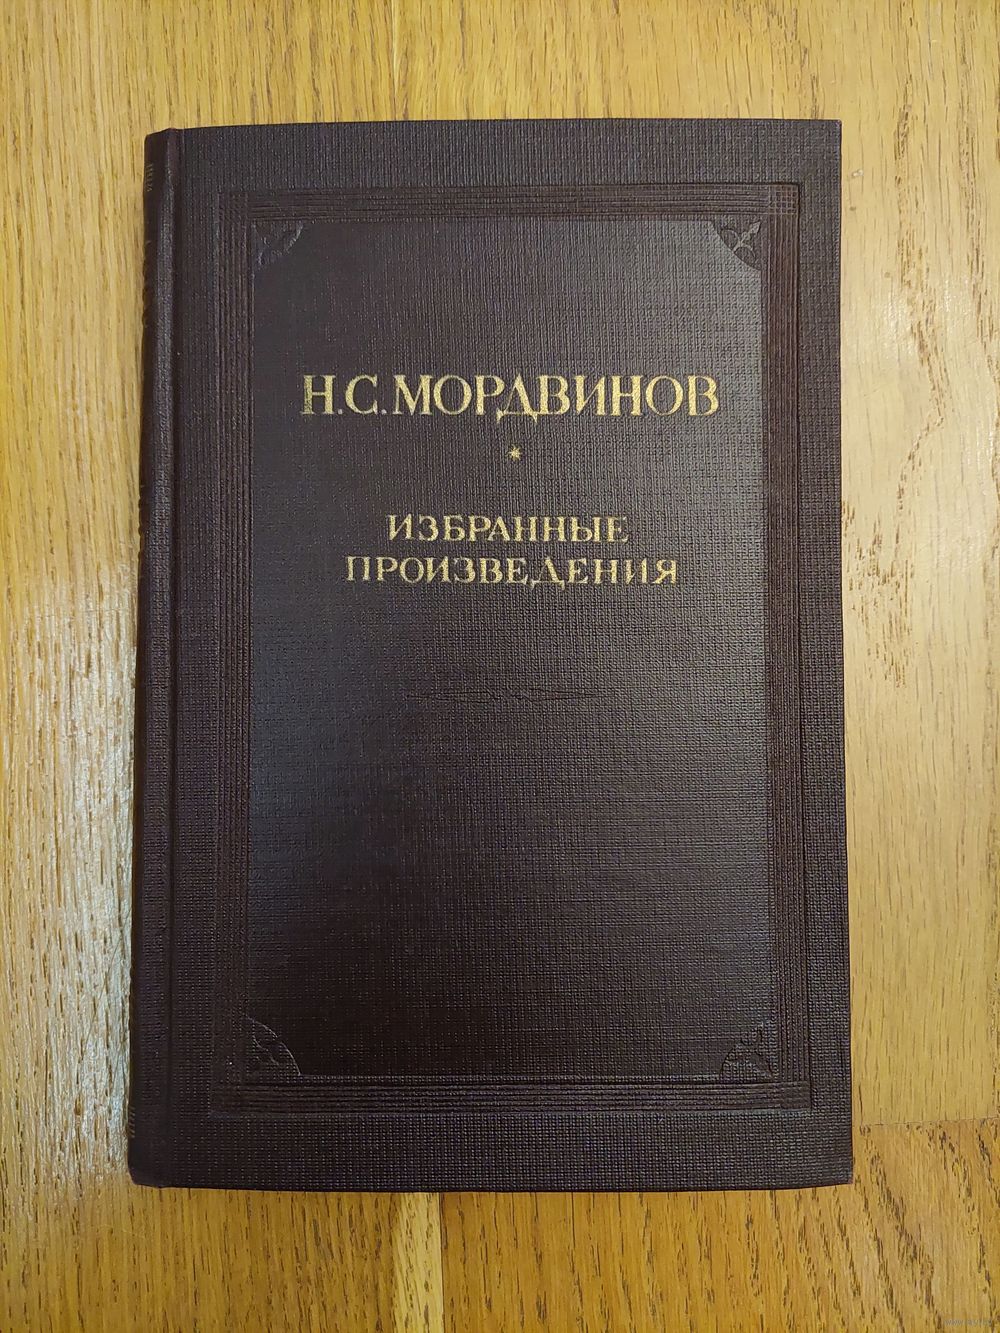 Н.С.МОРДВИНОВ
*
ИЗБРАННЫЕ
ПРОИЗВЕДЕНИЯ